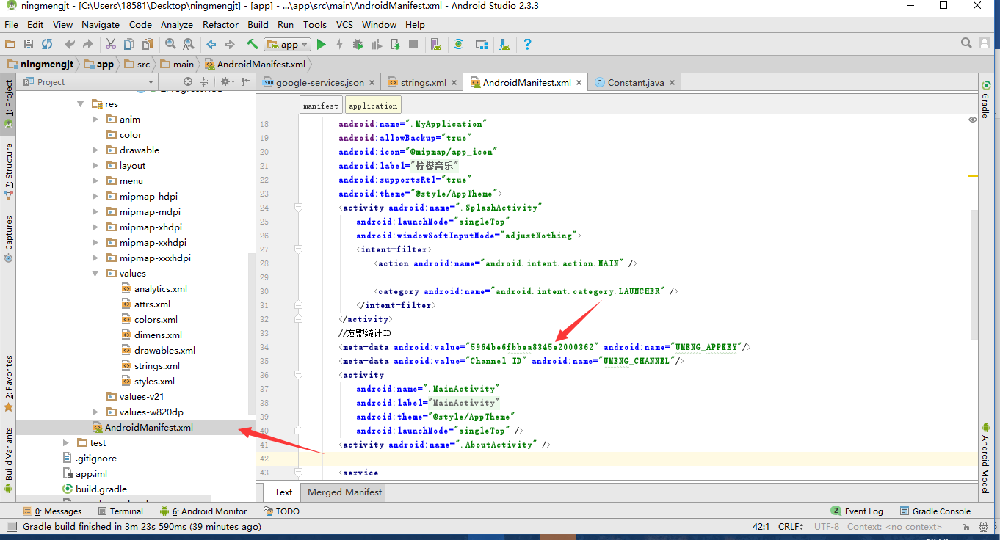 ningmengjt - [C:\Users\18581\Desktop\ningmengjt] - [app] - ...\app\src\main\AndroidManifest.xml - Android Studio 2.3.3
File Edit View Navigate Code Analyze Refactor Build Run Tools VCS Window Help
app
ningmengjt app src main AndroidManifest.xml
Project
google-services.json strings.xml AndroidManifest.xml Constant.java
manifest application
1: Project
7: Structure
Captures
2: Favorites
Build Variants
res
anim
color
drawable
layout
menu
mipmap-hdpi
mipmap-mdpi
mipmap-xhdpi
mipmap-xxhdpi
mipmap-xxxhdpi
values
analytics.xml
attrs.xml
colors.xml
dimens.xml
drawables.xml
strings.xml
styles.xml
values-v21
values-w820dp
AndroidManifest.xml
test
.gitignore
app.iml
build.gradle
18 android:name=".MyApplication"
19 android:allowBackup="true"
20 android:icon="@mipmap/app_icon"
21 android:label="柠檬音乐"
22 android:supportsRtl="true"
23 android:theme="@style/AppTheme">
24 <activity android:name=".SplashActivity"
25 android:launchMode="singleTop"
26 android:windowSoftInputMode="adjustNothing">
27 <intent-filter>
28 <action android:name="android.intent.action.MAIN" />
29
30 <category android:name="android.intent.category.LAUNCHER" />
31 </intent-filter>
32 </activity>
33 //友盟统计ID
34 <meta-data android:value="5964be6fbbea8345e2000362" android:name="UMENG_APPKEY"/>
35 <meta-data android:value="Channel ID" android:name="UMENG_CHANNEL"/>
36 <activity
37 android:name=".MainActivity"
38 android:label="MainActivity"
39 android:theme="@style/AppTheme"
40 android:launchMode="singleTop" />
41 <activity android:name=".AboutActivity" />
42
43 <service
Gradle
Android Model
Text Merged Manifest
0: Messages Terminal 6: Android Monitor TODO 2 Event Log Gradle Console
Gradle build finished in 3m 23s 590ms (39 minutes ago) 42:1 CRLF UTF-8 Context: <no context>